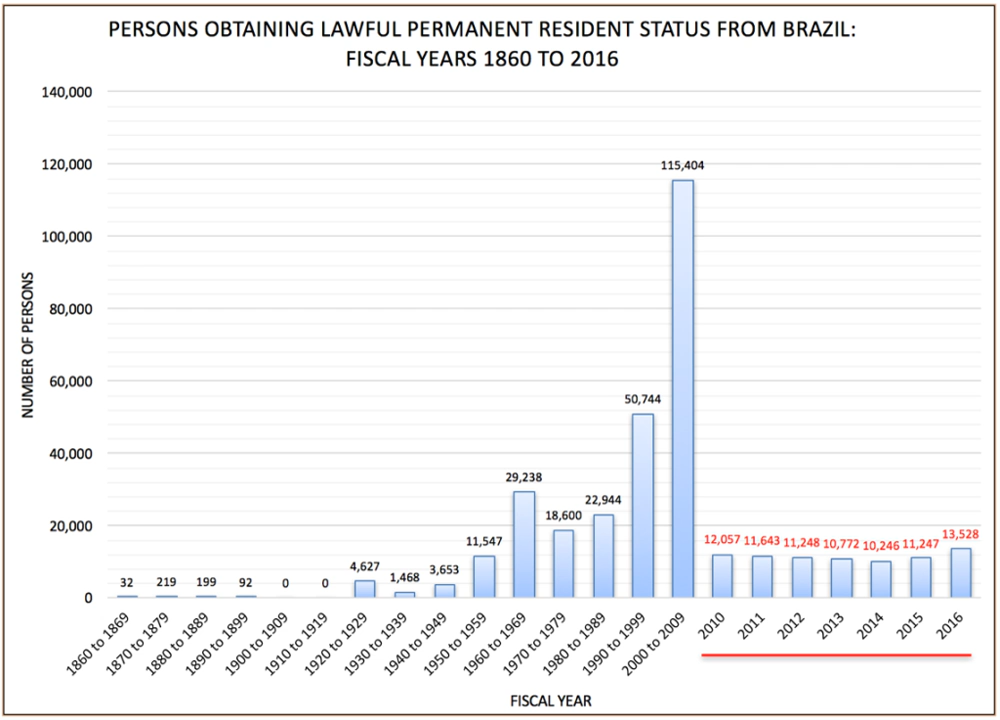 PERSONS OBTAINING LAWFUL PERMANENT RESIDENT STATUS FROM BRAZIL:
FISCAL YEARS 1860 TO 2016
NUMBER OF PERSONS
140,000
120,000
100,000
80,000
60,000
40,000
20,000
0
32
219
199
92
0
0
4,627
1,468
3,653
11,547
29,238
18,600
22,944
50,744
115,404
12,057
11,643
11,248
10,772
10,246
11,247
13,528
1860 to 1869
1870 to 1879
1880 to 1889
1890 to 1899
1900 to 1909
1910 to 1919
1920 to 1929
1930 to 1939
1940 to 1949
1950 to 1959
1960 to 1969
1970 to 1979
1980 to 1989
1990 to 1999
2000 to 2009
2010
2011
2012
2013
2014
2015
2016
FISCAL YEAR